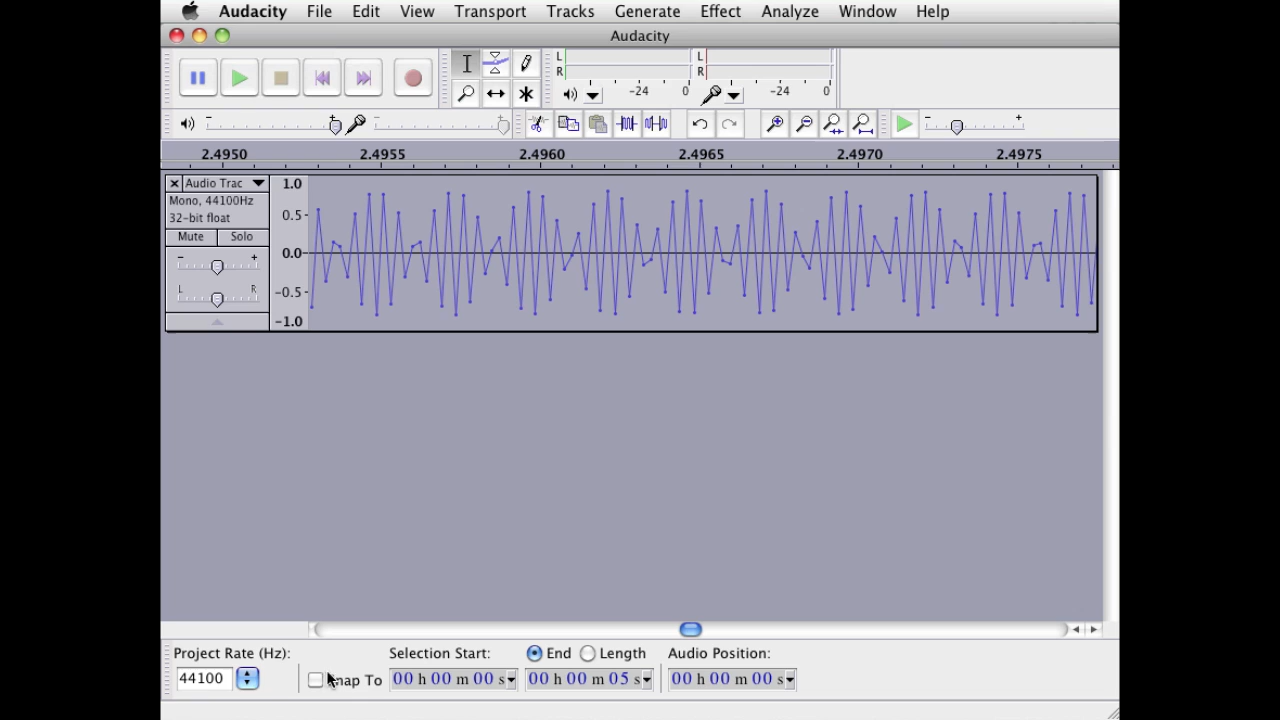 Audacity File Edit View Transport Tracks Generate Effect Analyze Window Help
Audacity
L L
R R
-24 0 -24 0
- + - + - +
2.4950 2.4955 2.4960 2.4965 2.4970 2.4975
Audio Trac 1.0
Mono, 44100Hz
32-bit float 0.5-
Mute Solo
0.0-
- +
L R -0.5-
-1.0
Project Rate (Hz): Selection Start: End Length Audio Position:
44100 To 00 h 00 m 00 s 00 h 00 m 05 s 00 h 00 m 00 s